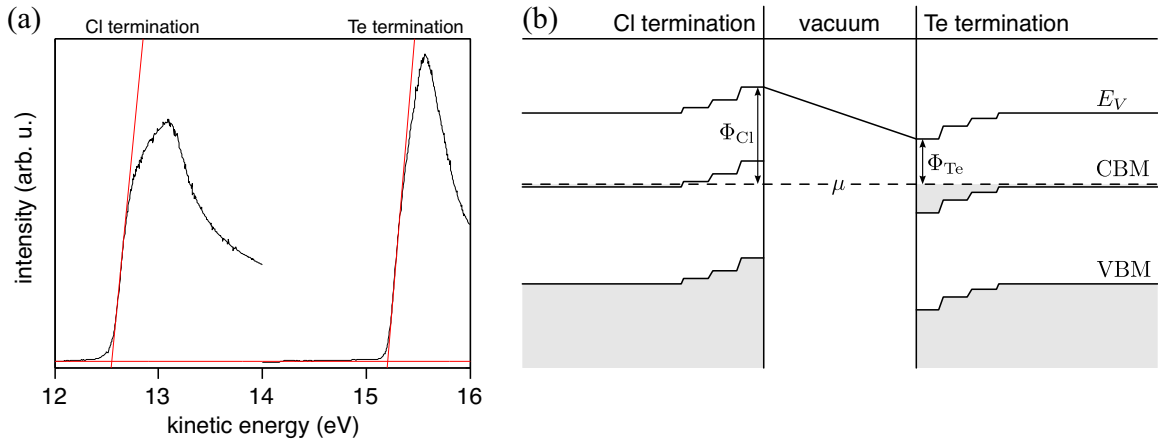 (a)
Cl termination
Te termination
intensity (arb. u.)
12
13
14
15
16
kinetic energy (eV)
(b)
Cl termination
vacuum
Te termination
E_V
Φ_Cl
Φ_Te
CBM
μ
VBM